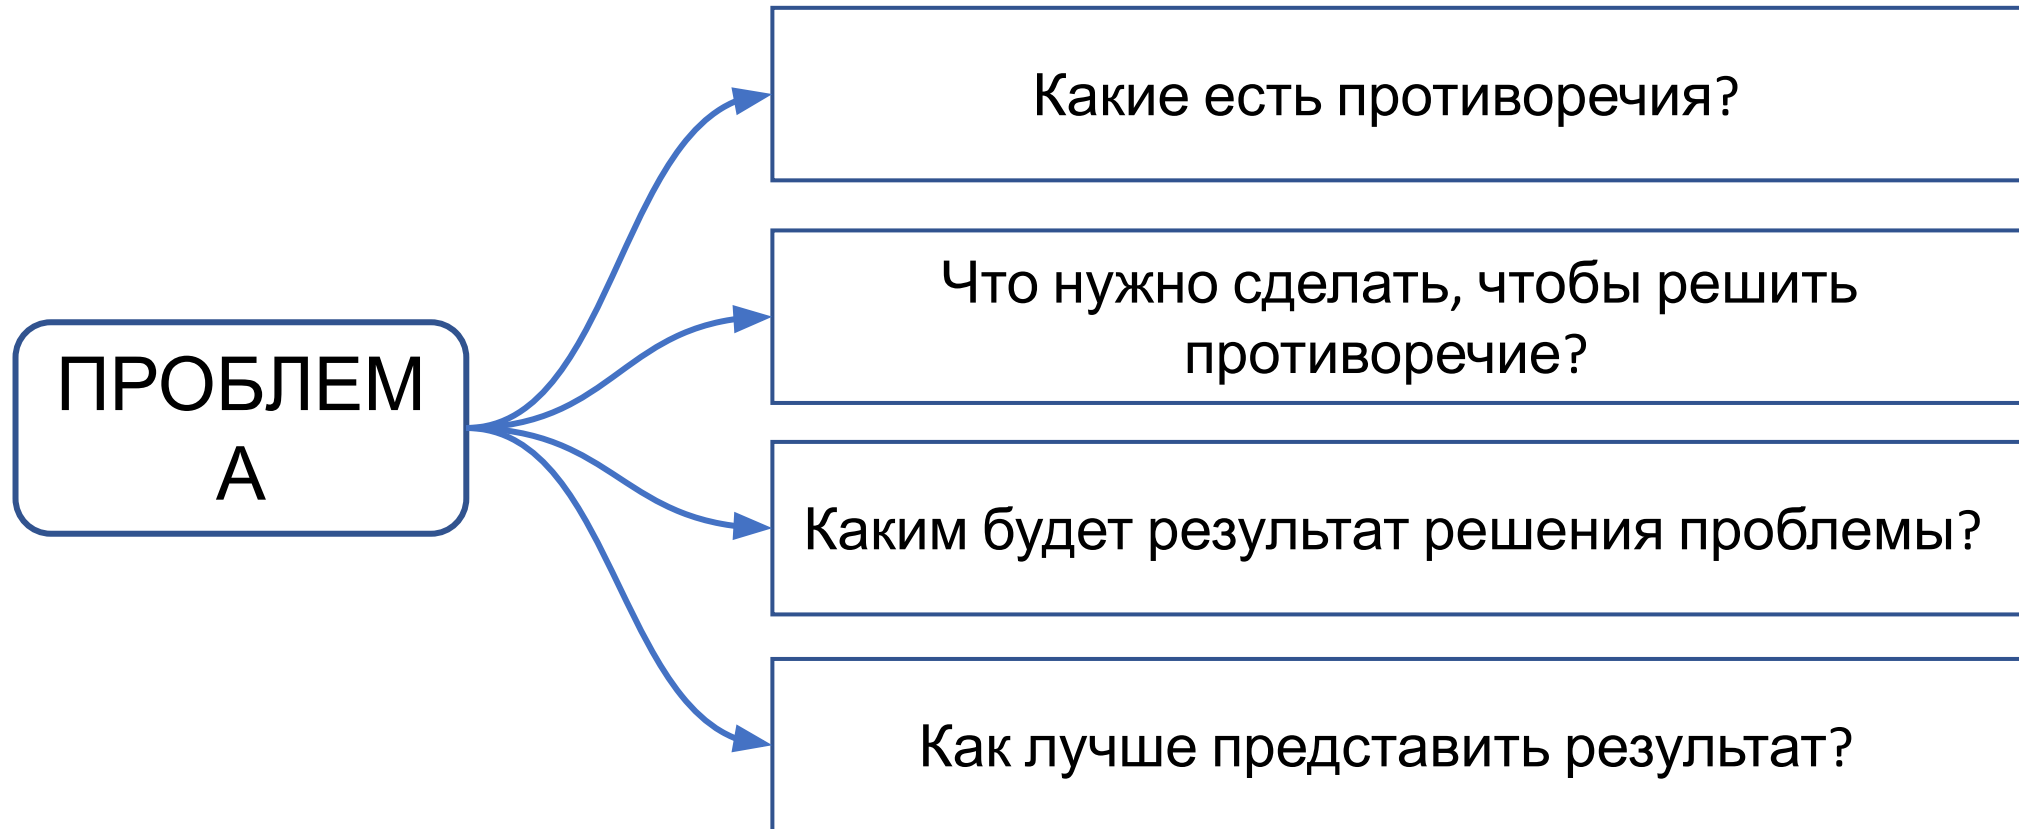 Какие есть противоречия?
Что нужно сделать, чтобы решить
противоречие?
ПРОБЛЕМ
А
Каким будет результат решения проблемы?
Как лучше представить результат?